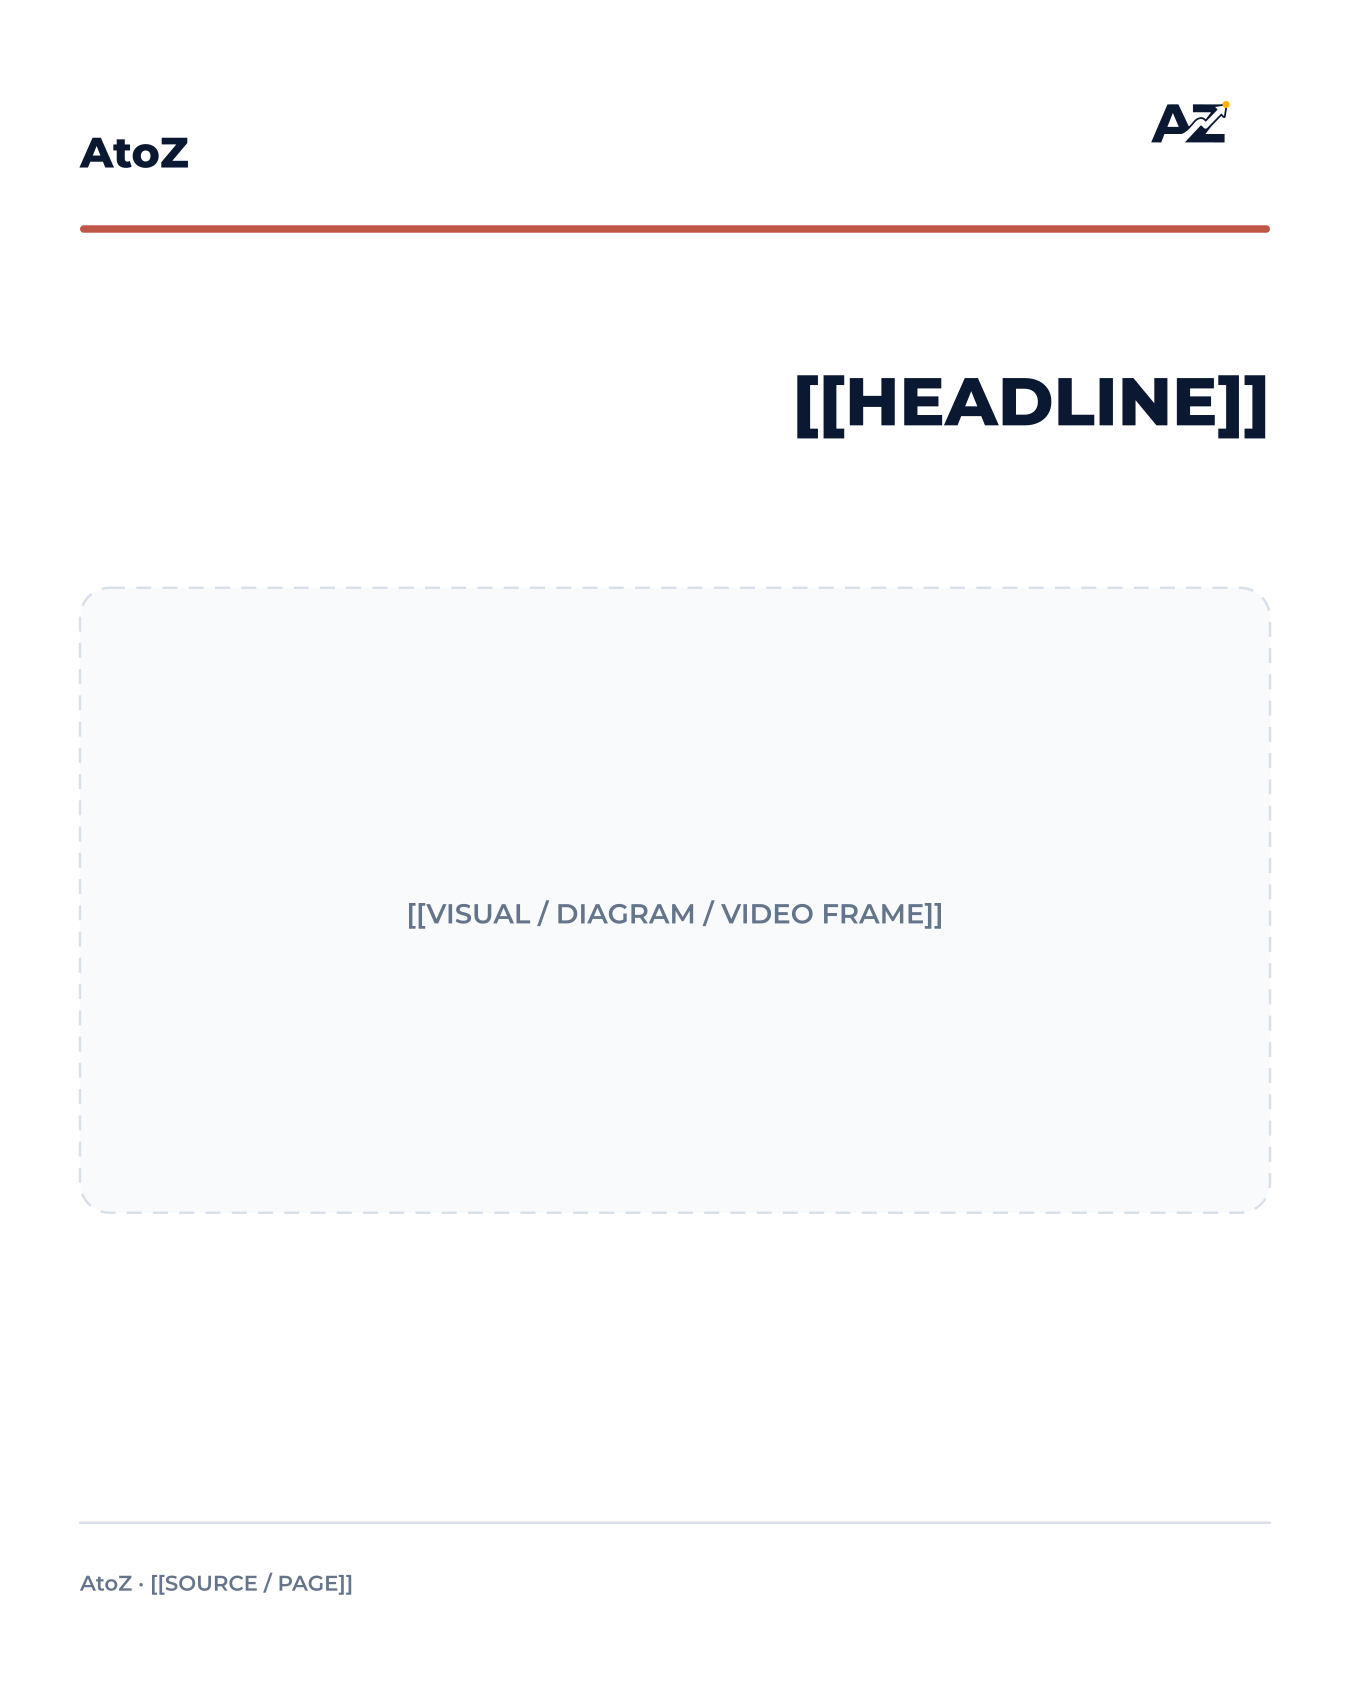 AtoZ
AZ
[[HEADLINE]]
[[VISUAL / DIAGRAM / VIDEO FRAME]]
AtoZ · [[SOURCE / PAGE]]